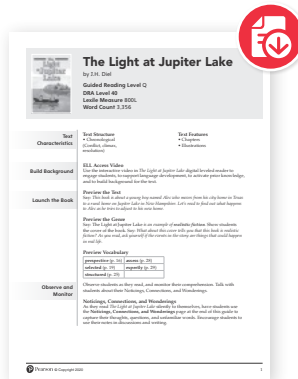 The Light at Jupiter Lake
by J.H. Diel
Guided Reading Level Q
DRA Level 40
Lexile Measure 800L
Word Count 3,356
Text
Characteristics
Text Structure
• Chronological
(Conflict, climax,
resolution)
Text Features
• Chapters
• Illustrations
Build Background
ELL Access Video
Use the interactive video in The Light at Jupiter Lake digital leveled reader to
engage students, to support language development, to activate prior knowledge,
and to build background for the text.
Launch the Book
Preview the Text
Say: This book is about a young boy named Alex who moves from his city home in Texas
to a rural home on Jupiter Lake in New Hampshire. Let's read to find out what happens
to Alex as he tries to adjust to his new home.
Preview the Genre
Say: The Light at Jupiter Lake is an example of realistic fiction. Show students
the cover of the book. Say: What about this cover tells you that this book is realistic
fiction? As you read, ask yourself if the events in the story are things that could happen
in real life.
Preview Vocabulary
perspective (p. 16)
selected (p. 19)
structured (p. 25)
Observe and
Monitor
Observe students as they read, and monitor their comprehension. Talk with
students about their Noticings, Connections, and Wonderings.
Noticings, Connections, and Wonderings
As they read The Light at Jupiter Lake silently to themselves, have students use
the Noticings, Connections, and Wonderings page at the end of this guide to
capture their thoughts, questions, and unfamiliar words. Encourage students to
use their notes in discussions and writing.
Pearson © Copyright 2020
1